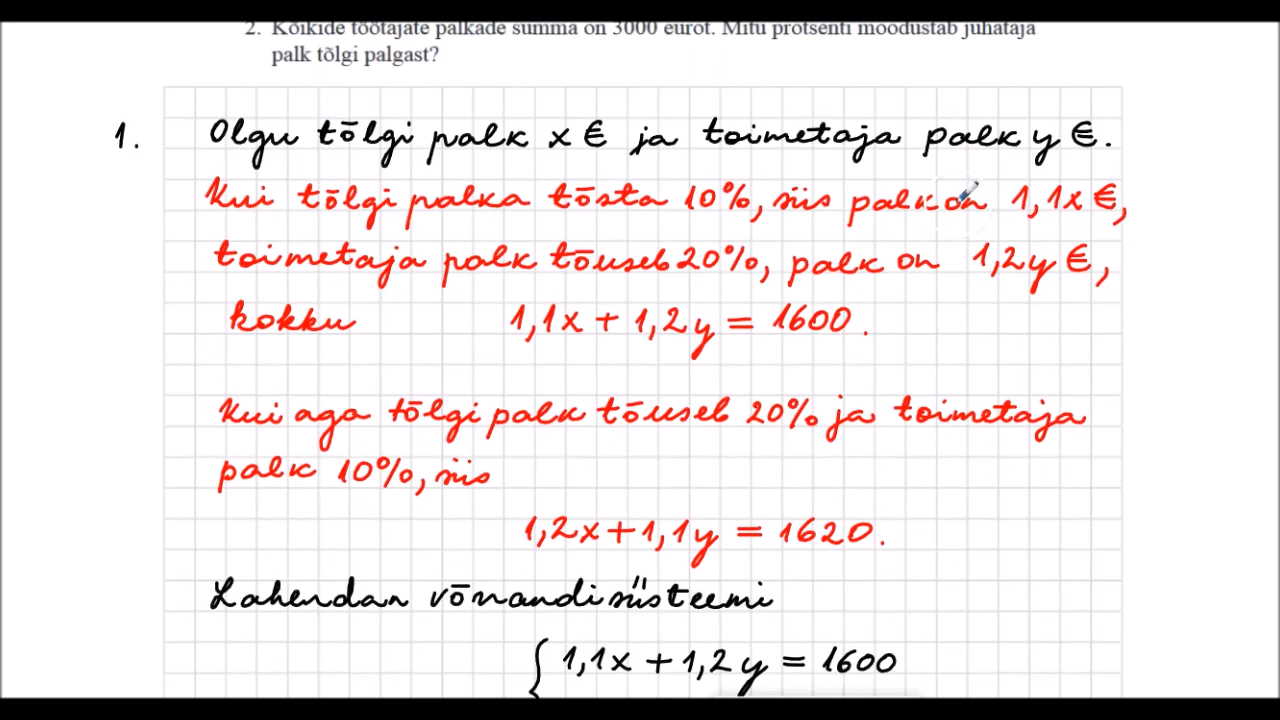 2. Kõikide töötajate palkade summa on 3000 eurot. Mitu protsenti moodustab juhataja
palk tõlgi palgast?
1. Olgu tõlgi palk x € ja toimetaja palk y €.
Kui tõlgi palka tõsta 10%, siis palk on 1,1x €,
toimetaja palk tõuseb 20%, palk on 1,2y €,
kokku 1,1x + 1,2y = 1600.
Kui aga tõlgi palk tõuseb 20% ja toimetaja
palk 10%, siis
1,2x + 1,1y = 1620.
Lahendan võrrandisüsteemi
{ 1,1x + 1,2y = 1600